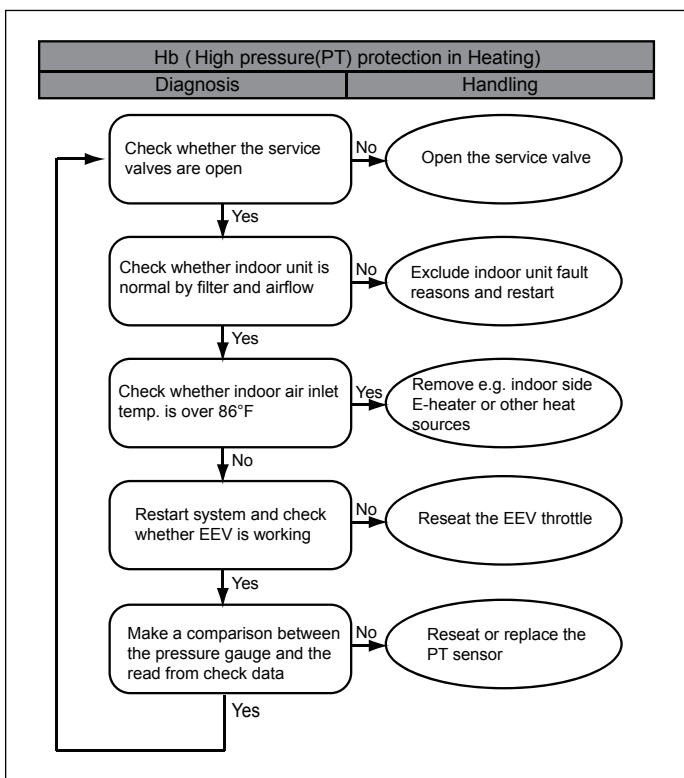 Hb ( High pressure(PT) protection in Heating)
Diagnosis
Handling
Check whether the service
valves are open
No
Open the service valve
Yes
Check whether indoor unit is
normal by filter and airflow
No
Exclude indoor unit fault
reasons and restart
Yes
Check whether indoor air inlet
temp. is over 86°F
Yes
Remove e.g. indoor side
E-heater or other heat
sources
No
Restart system and check
whether EEV is working
No
Reseat the EEV throttle
Yes
Make a comparison between
the pressure gauge and the
read from check data
No
Reseat or replace the
PT sensor
Yes